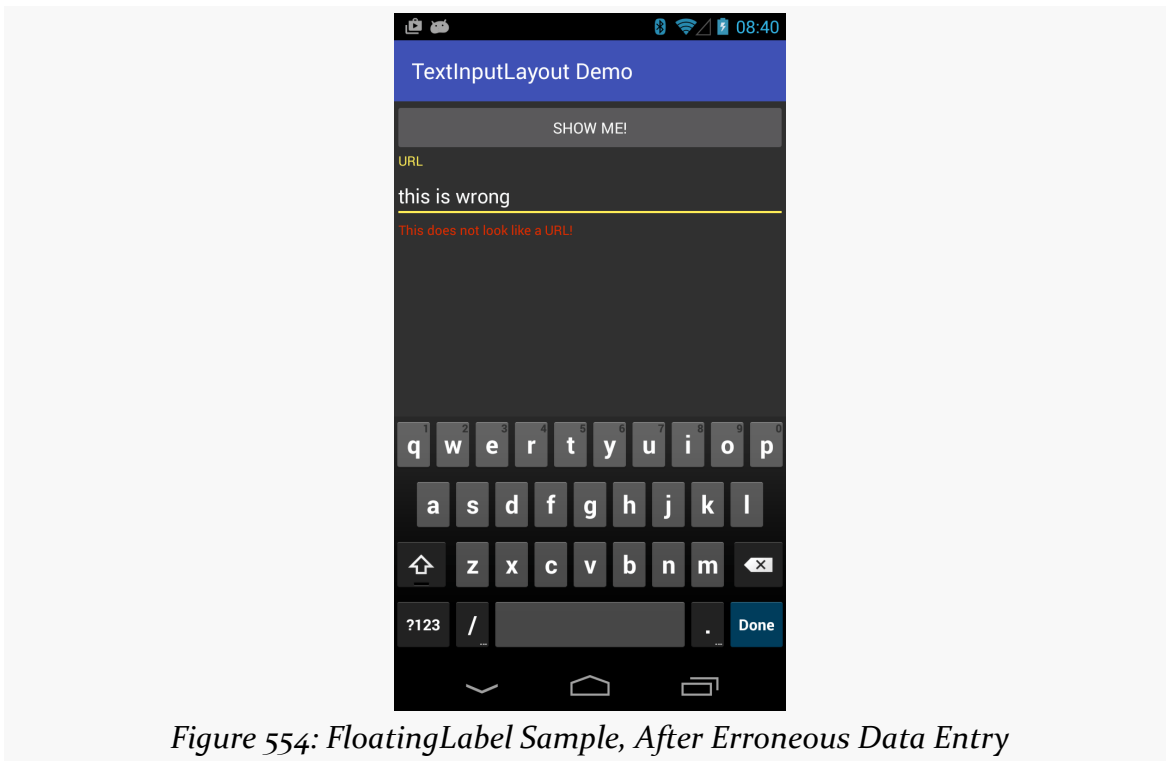 08:40
TextInputLayout Demo
SHOW ME!
URL
this is wrong
This does not look like a URL!
1 2 3 4 5 6 7 8 9 0
q w e r t y u i o p
a s d f g h j k l
z x c v b n m
?123 / . Done
Figure 554: FloatingLabel Sample, After Erroneous Data Entry